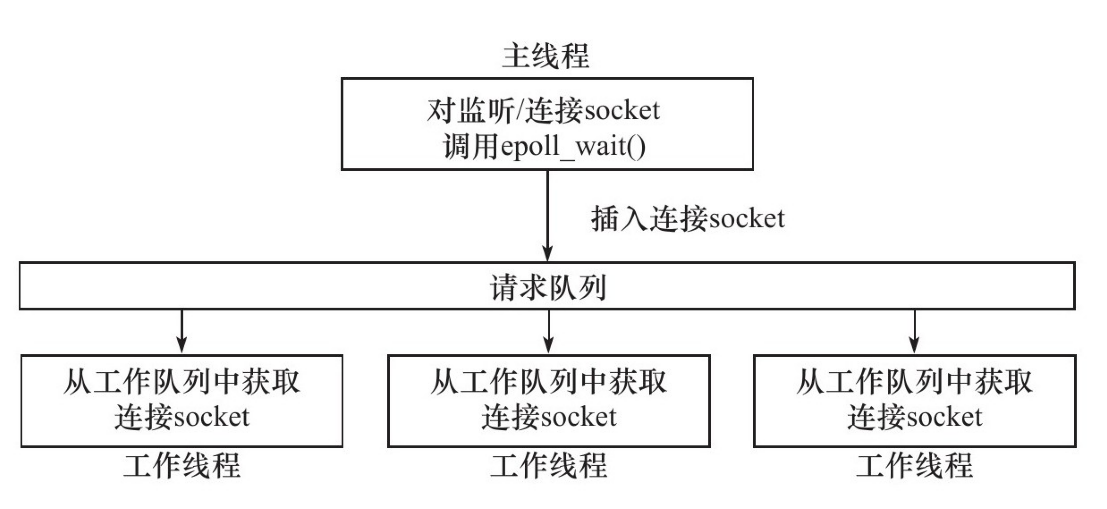 主线程
对监听/连接socket
调用epoll_wait()
插入连接socket
请求队列
从工作队列中获取
连接socket
从工作队列中获取
连接socket
从工作队列中获取
连接socket
工作线程
工作线程
工作线程